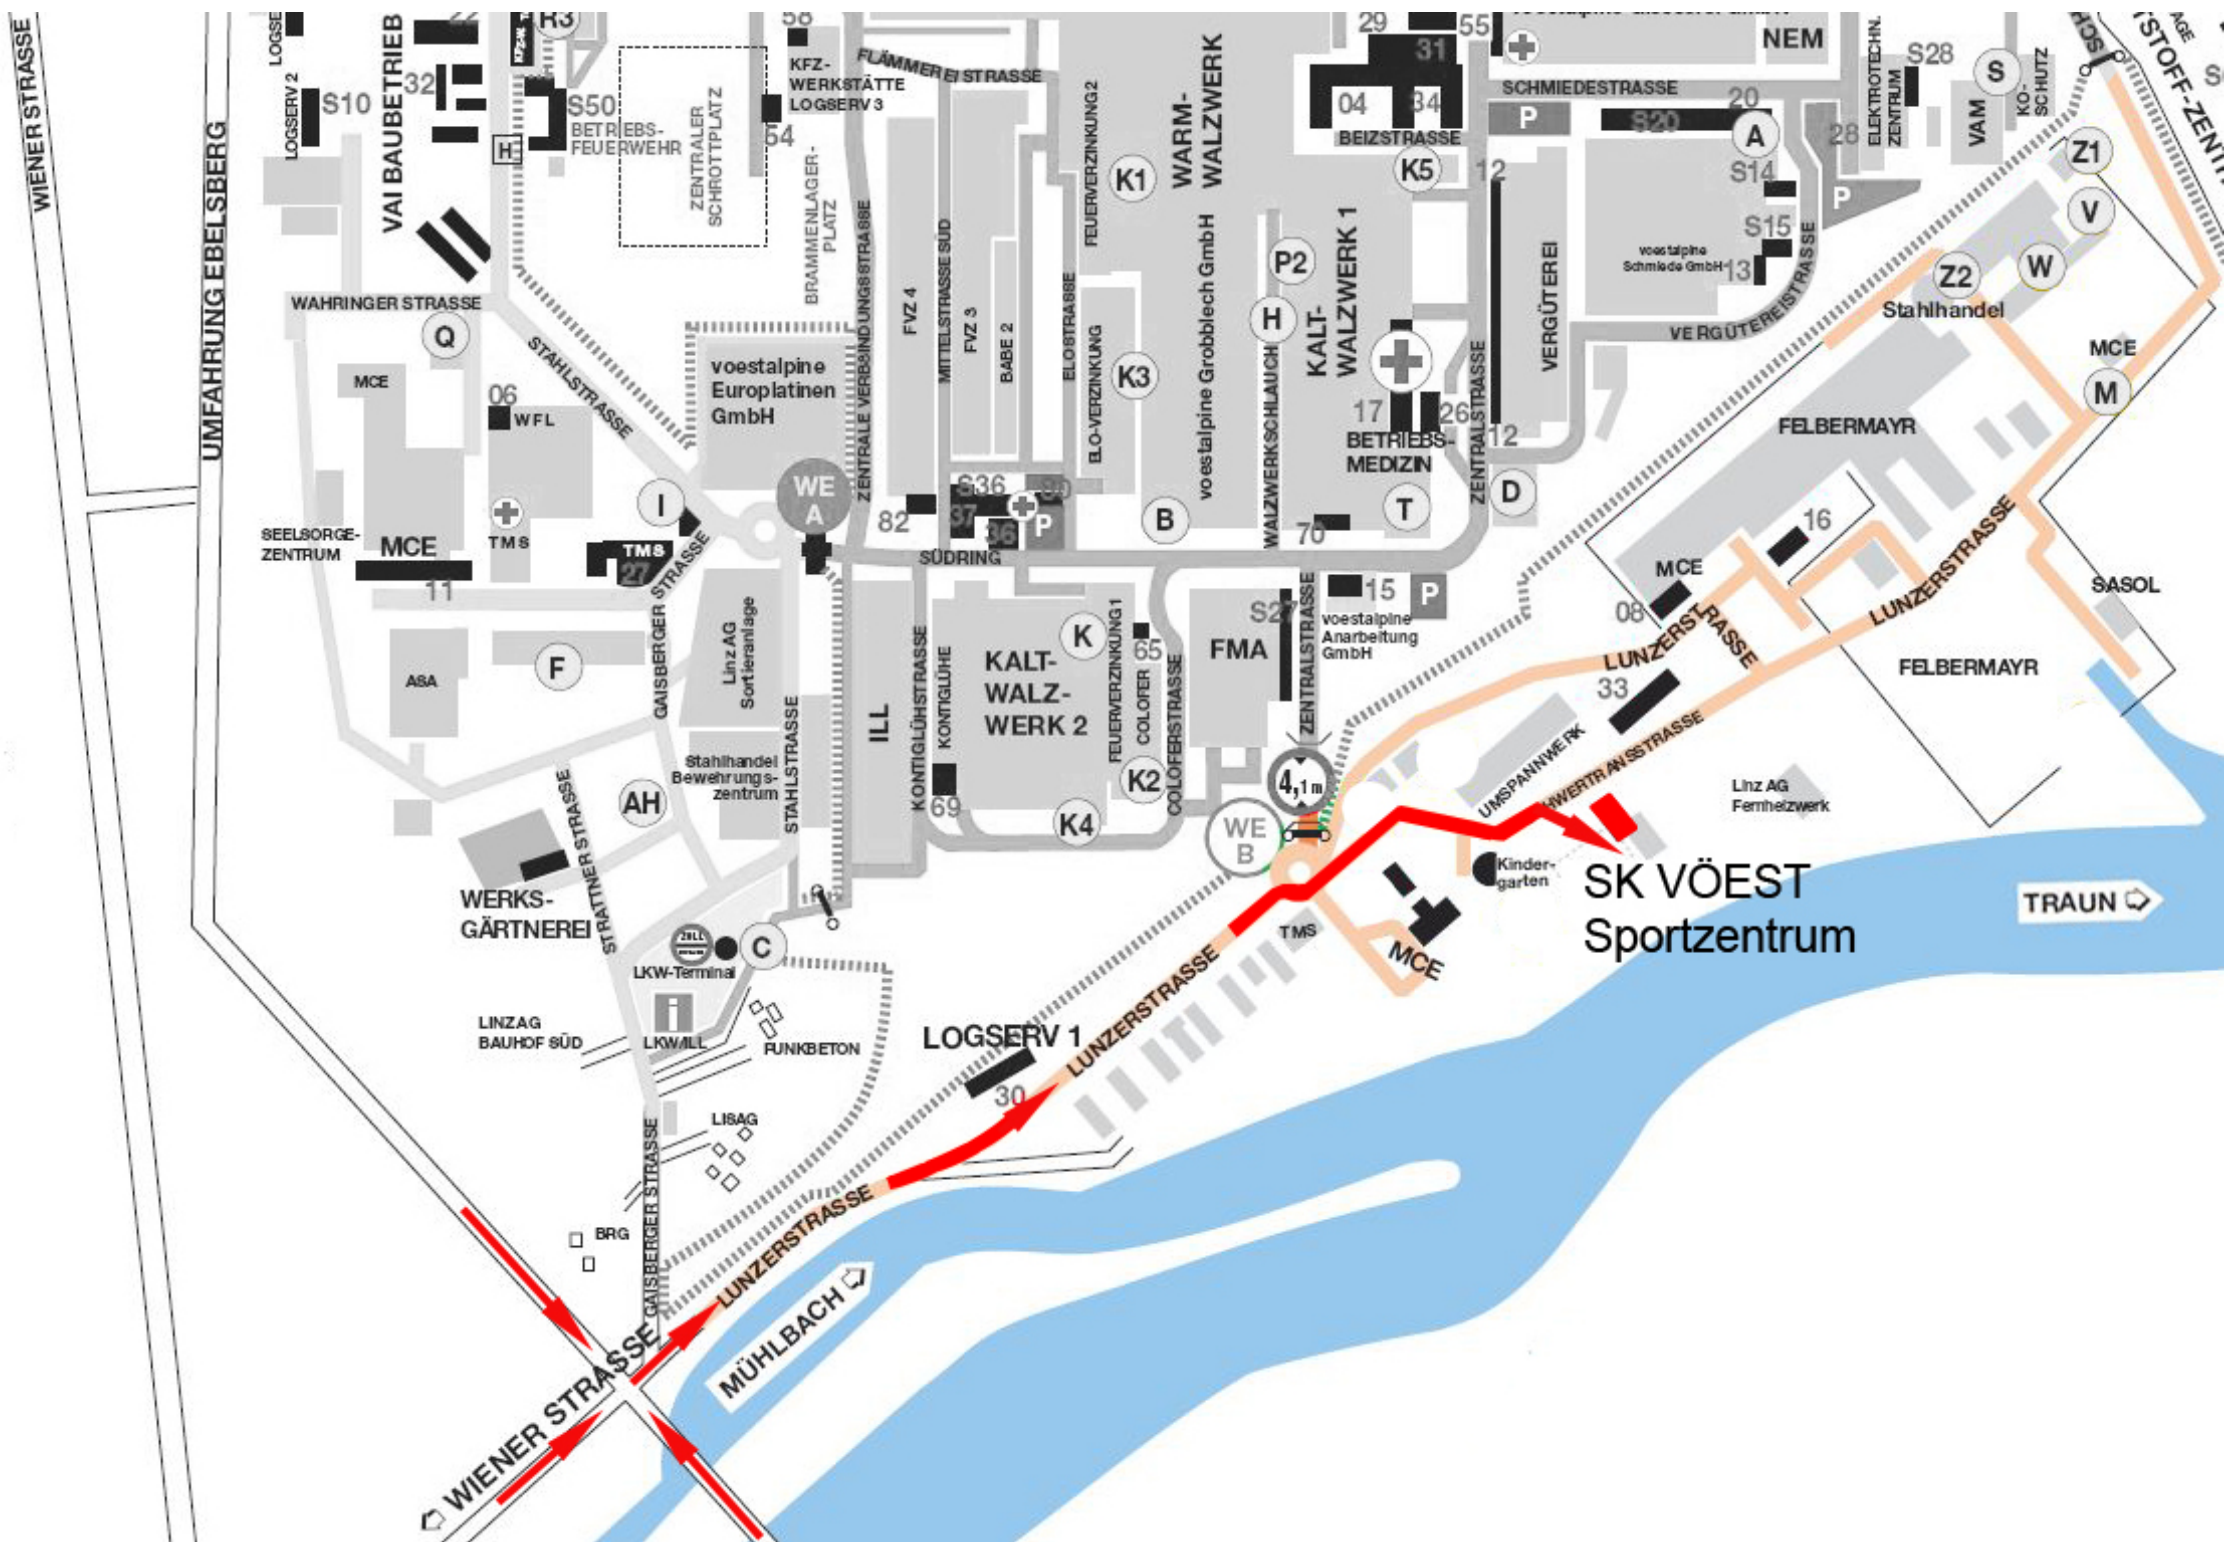 WIENER STRASSE
UMFAHRUNG EBELSBERG
LOGSERV 2
S10
VAI BAUBETRIEB
22
32
R3
H
S50
BETRIEBS-
FEUERWEHR
ZENTRALER
SCHROTTPLATZ
58
KFZ-
WERKSTÄTTE
LOGSERV 3
54
BRAMMENLAGER-
PLATZ
FLÄMMEREISTRASSE
ZENTRALE VERBINDUNGSSTRASSE
FVZ 4
MITTELSTRASSE SÜD
FVZ 3
BABE 2
ELOSTRASSE
FEUERVERZINKUNG 2
K1
WARM-
WALZWERK
ELO-VERZINKUNG
K3
voestalpine Grobblech GmbH
B
P2
H
WALZWERKSCHLAUCH
KALT-
WALZWERK 1
29
31
55
04
34
BEIZSTRASSE
K5
12
17
26
12
BETRIEBS-
MEDIZIN
T
70
ZENTRALSTRASSE
D
VERGÜTEREI
NEM
SCHMIEDESTRASSE
P
20
S20
A
S14
S15
13
voestalpine
Schmiede GmbH
VERGÜTEREISTRASSE
P
28
ELEKTROTECHN.
ZENTRUM
S28
S
VAM
KO-
SCHUTZ
Z1
V
W
Z2
Stahlhandel
MCE
M
FELBERMAYR
16
MCE
08
LUNZERSTRASSE
LUNZERSTRASSE
SASOL
FELBERMAYR
33
UMSPANNWERK
Linz AG
Fernheizwerk
WAHRINGER STRASSE
Q
STAHLSTRASSE
MCE
06
WFL
voestalpine
Europlatinen
GmbH
WE
A
I
SEELSORGE-
ZENTRUM
MCE
11
TMS
TMS
27
GAISBERGER STRASSE
82
S36
37
36
80
P
SÜDRING
ASA
F
Linz AG
Sortieranlage
Stahlhandel
Bewehrungs-
zentrum
STAHLSTRASSE
ILL
KONTIGLÜHSTRASSE
KONTIGLÜHE
69
KALT-
WALZ-
WERK 2
K
FEUERVERZINKUNG 1
65
COLOFER
K2
K4
COLOFERSTRASSE
FMA
S27
ZENTRALSTRASSE
15
P
voestalpine
Anarbeitung
GmbH
4,1 m
WE
B
AH
STRATTNER STRASSE
WERKS-
GÄRTNEREI
ZOLL
C
LKW-Terminal
i
LKW/ILL
LINZ AG
BAUHOF SÜD
FUNKBETON
LISAG
BRG
GAISBERGER STRASSE
LOGSERV 1
30
LUNZERSTRASSE
TMS
MCE
Kinder-
garten
SK VÖEST
Sportzentrum
TRAUN
LUNZERSTRASSE
MÜHLBACH
WIENER STRASSE